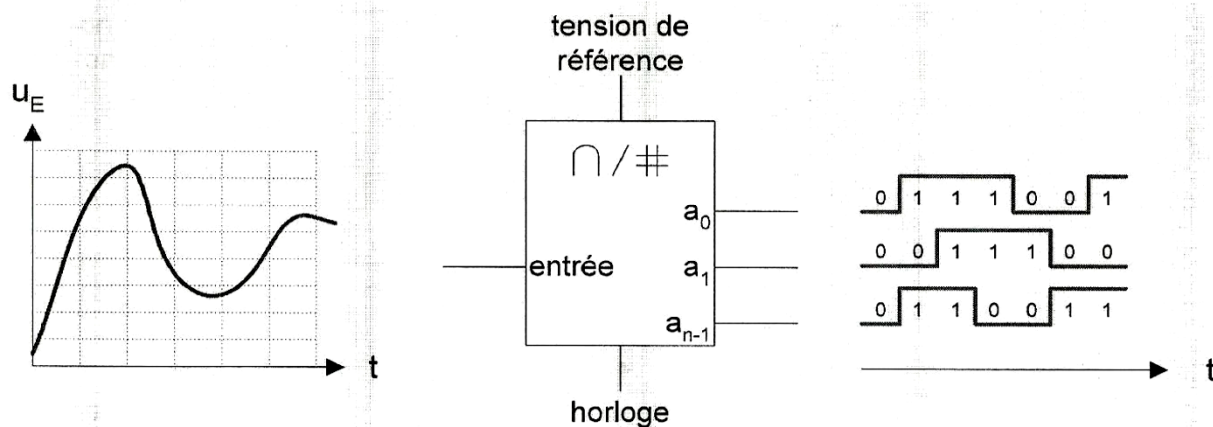 tension de
référence
u_E
∩ / #
0 1 1 1 0 0 1
a_0
0 0 1 1 1 0 0
entrée
a_1
0 1 1 0 0 1 1
a_n-1
t
t
horloge